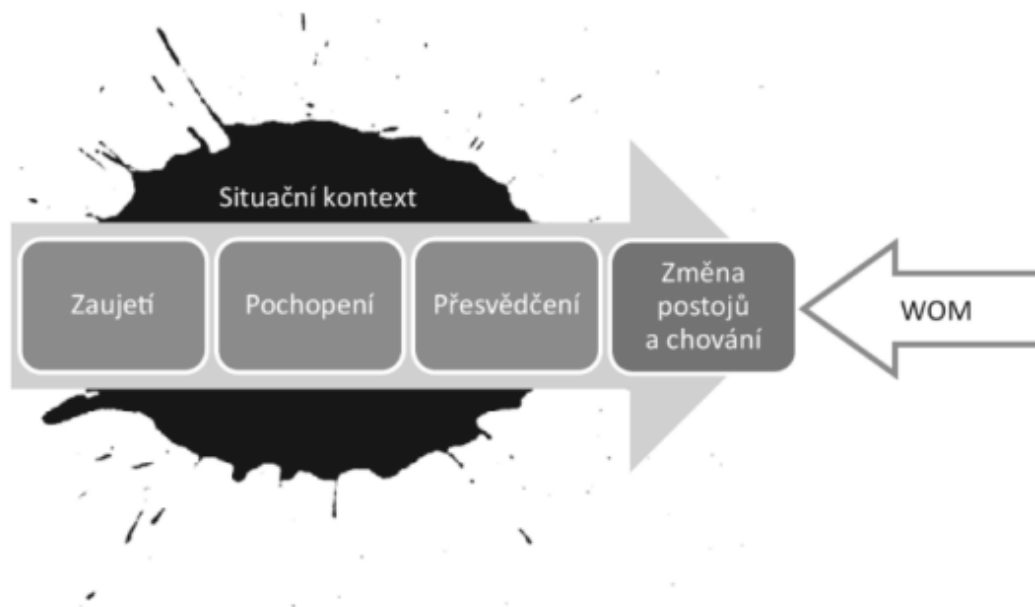 Situační kontext
Zaujetí
Pochopení
Přesvědčení
Změna
postojů
a chování
WOM